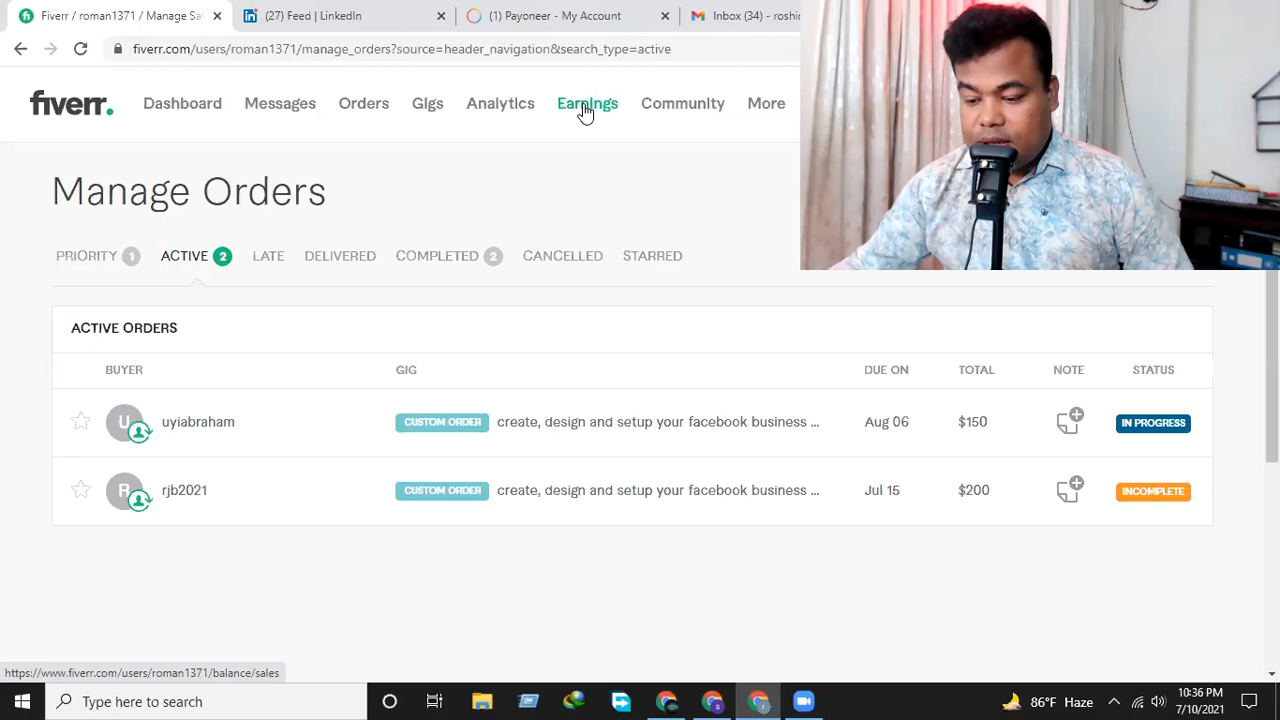 Fiverr / roman1371 / Manage Sal
(27) Feed | LinkedIn
(1) Payoneer - My Account
Inbox (34) - roshid
fiverr.com/users/roman1371/manage_orders?source=header_navigation&search_type=active
fiverr. Dashboard Messages Orders Gigs Analytics Earnings Community More
Manage Orders
PRIORITY 1 ACTIVE 2 LATE DELIVERED COMPLETED 2 CANCELLED STARRED
ACTIVE ORDERS
BUYER GIG DUE ON TOTAL NOTE STATUS
U uyiabraham CUSTOM ORDER create, design and setup your facebook business ... Aug 06 $150 IN PROGRESS
R rjb2021 CUSTOM ORDER create, design and setup your facebook business ... Jul 15 $200 INCOMPLETE
https://www.fiverr.com/users/roman1371/balance/sales
Type here to search
86°F Haze
10:36 PM
7/10/2021